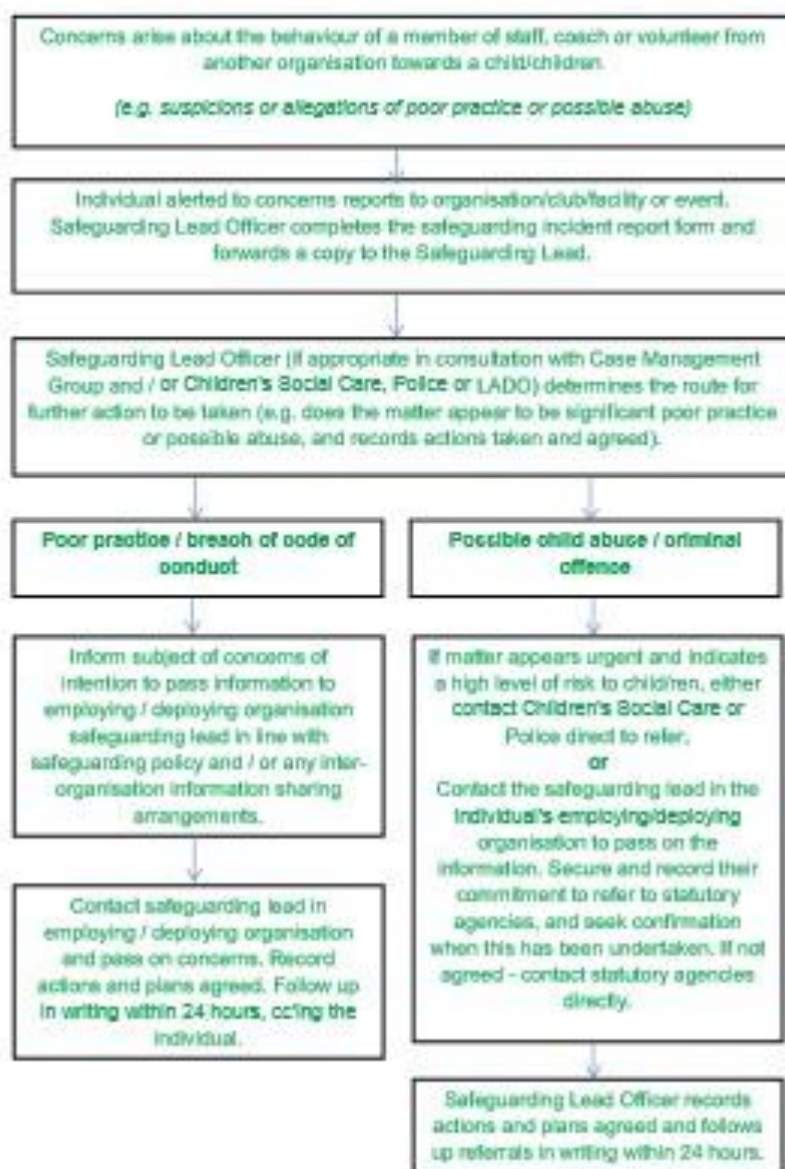 Concerns arise about the behaviour of a member of staff, coach or volunteer from
another organisation towards a child/children.
(e.g. suspicions or allegations of poor practice or possible abuse)
Individual alerted to concerns reports to organisation/club/facility or event.
Safeguarding Lead Officer completes the safeguarding incident report form and
forwards a copy to the Safeguarding Lead.
Safeguarding Lead Officer (if appropriate in consultation with Case Management
Group and / or Children's Social Care, Police or LADO) determines the route for
further action to be taken (e.g. does the matter appear to be significant poor practice
or possible abuse, and records actions taken and agreed).
Poor practice / breach of code of
conduct
Inform subject of concerns of
intention to pass information to
employing / deploying organisation
safeguarding lead in line with
safeguarding policy and / or any inter-
organisation information sharing
arrangements.
Contact safeguarding lead in
employing / deploying organisation
and pass on concerns. Record
actions and plans agreed. Follow up
in writing within 24 hours, cc'ing the
individual.
Possible child abuse / criminal
offence
If matter appears urgent and indicates
a high level of risk to child/ren, either
contact Children's Social Care or
Police direct to refer.
or
Contact the safeguarding lead in the
individual's employing/deploying
organisation to pass on the
information. Secure and record their
commitment to refer to statutory
agencies, and seek confirmation
when this has been undertaken. If not
agreed - contact statutory agencies
directly.
Safeguarding Lead Officer records
actions and plans agreed and follows
up referrals in writing within 24 hours.